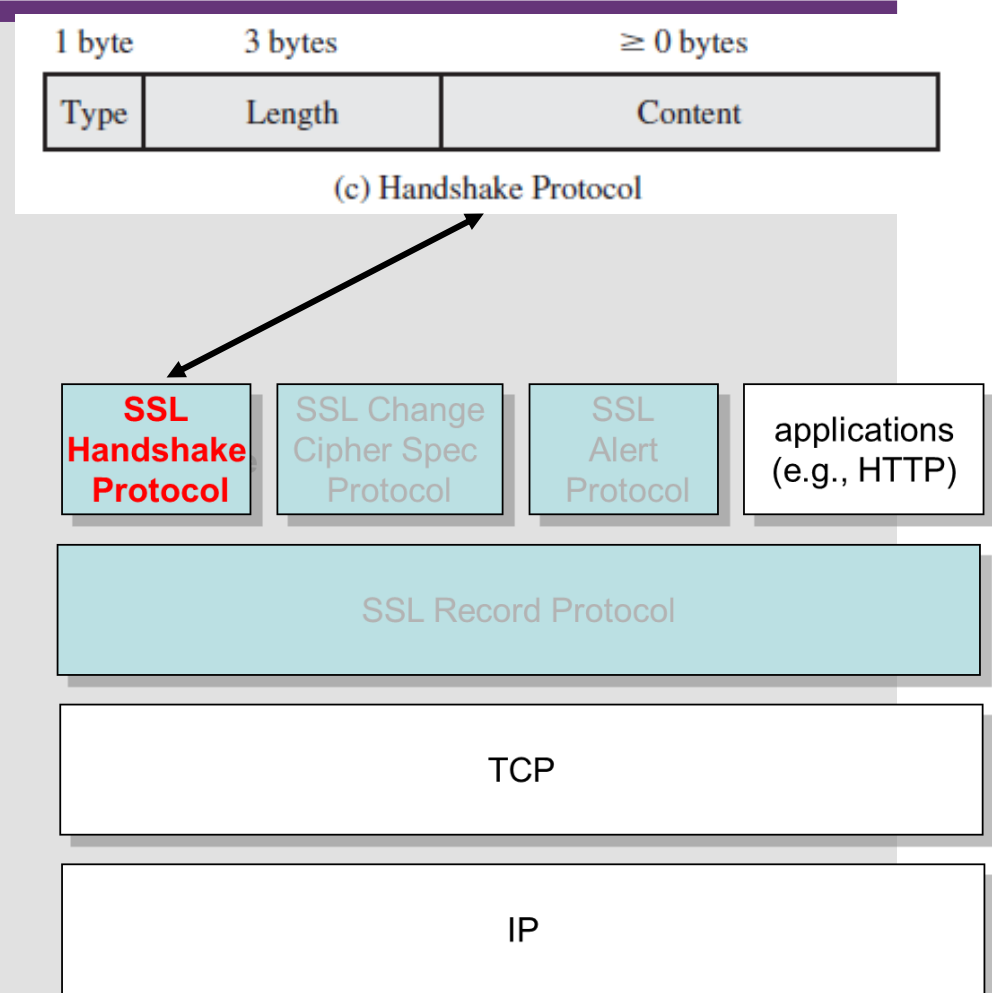 1 byte 3 bytes ≥ 0 bytes
Type Length Content
(c) Handshake Protocol
SSL
Handshake
Protocol
SSL Change
Cipher Spec
Protocol
SSL
Alert
Protocol
applications
(e.g., HTTP)
SSL Record Protocol
TCP
IP